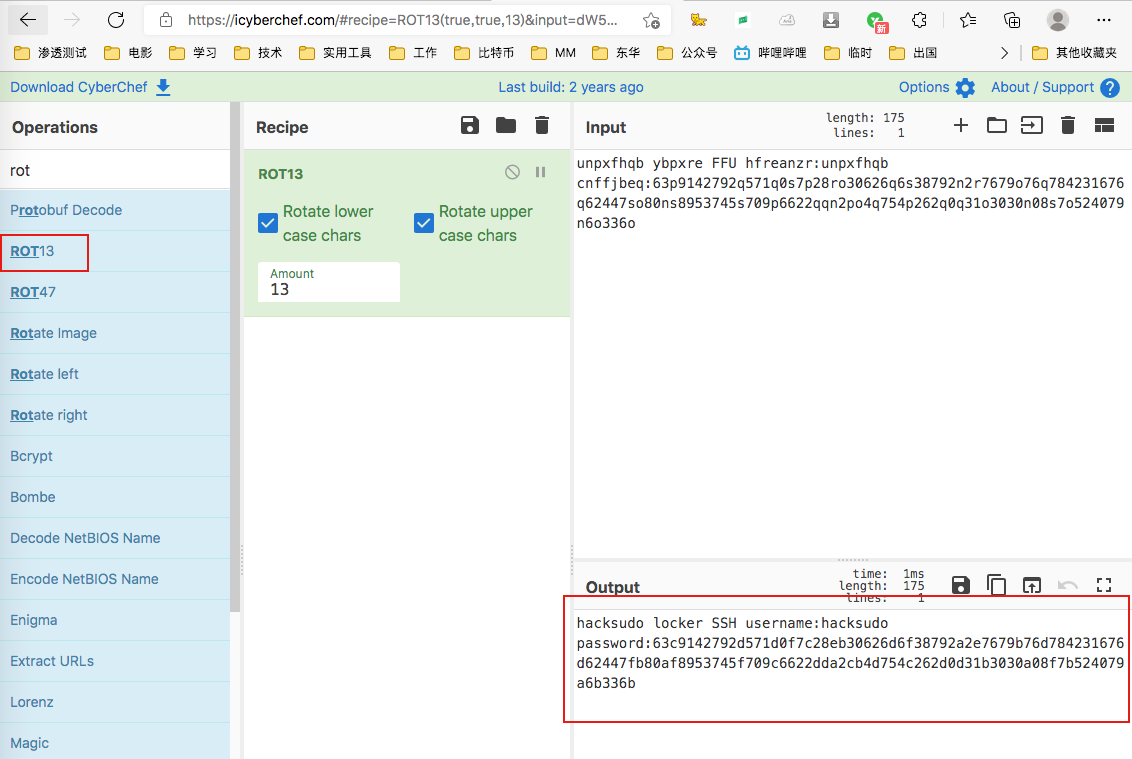 https://icyberchef.com/#recipe=ROT13(true,true,13)&input=dW5...
新
渗透测试 电影 学习 技术 实用工具 工作 比特币 MM 东华 公众号 哔哩哔哩 临时 出国 其他收藏夹
Download CyberChef Last build: 2 years ago Options About / Support
Operations
rot
Protobuf Decode
ROT13
ROT47
Rotate Image
Rotate left
Rotate right
Bcrypt
Bombe
Decode NetBIOS Name
Encode NetBIOS Name
Enigma
Extract URLs
Lorenz
Magic
Recipe
ROT13
Rotate lower
case chars
Rotate upper
case chars
Amount
13
Input
length: 175
lines: 1
unpxfhqb ybpxre FFU hfreanzr:unpxfhqb
cnffjbeq:63p9142792q571q0s7p28ro30626q6s38792n2r7679o76q784231676
q62447so80ns8953745s709p6622qqn2po4q754p262q0q31o3030n08s7o524079
n6o336o
Output
time: 1ms
length: 175
lines: 1
hacksudo locker SSH username:hacksudo
password:63c9142792d571d0f7c28eb30626d6f38792a2e7679b76d784231676
d62447fb80af8953745f709c6622dda2cb4d754c262d0d31b3030a08f7b524079
a6b336b